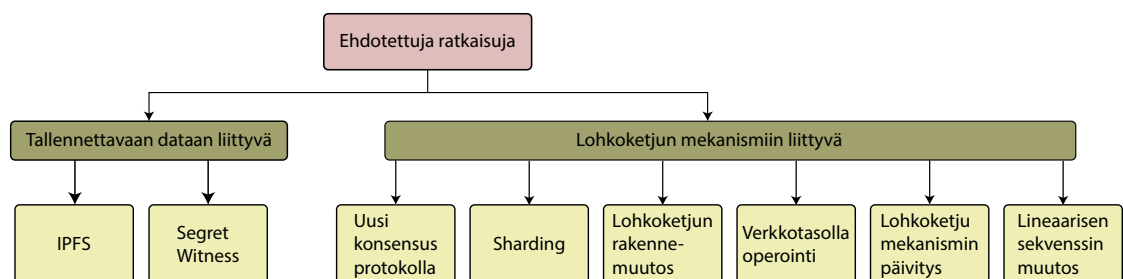 Ehdotettuja ratkaisuja
Tallennettavaan dataan liittyvä
Lohkoketjun mekanismiin liittyvä
IPFS
Segret
Witness
Uusi
konsensus
protokolla
Sharding
Lohkoketjun
rakenne-
muutos
Verkkotasolla
operointi
Lohkoketju
mekanismin
päivitys
Lineaarisen
sekvenssin
muutos